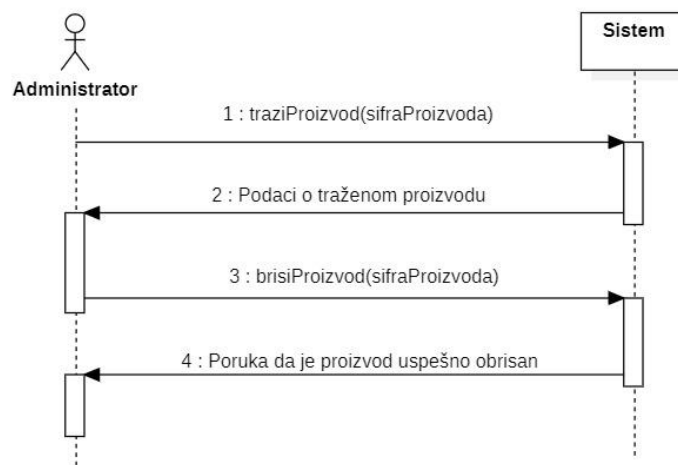 Sistem
Administrator
1 : traziProizvod(sifraProizvoda)
2 : Podaci o traženom proizvodu
3 : brisiProizvod(sifraProizvoda)
4 : Poruka da je proizvod uspešno obrisan